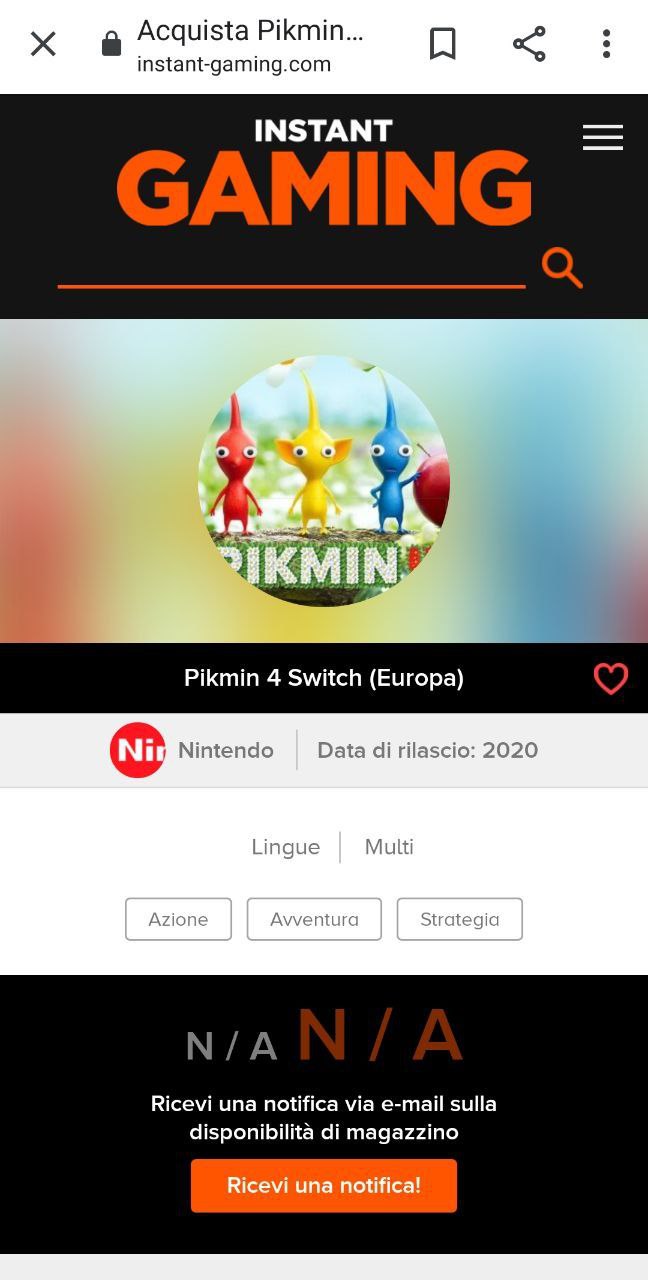 Acquista Pikmin...
instant-gaming.com
INSTANT
GAMING
PIKMIN
Pikmin 4 Switch (Europa)
Nin Nintendo Data di rilascio: 2020
Lingue Multi
Azione Avventura Strategia
N / A N / A
Ricevi una notifica via e-mail sulla
disponibilità di magazzino
Ricevi una notifica!